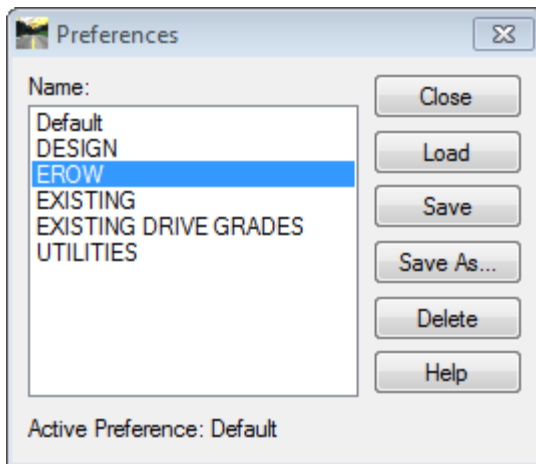 Preferences
Name:
Default
DESIGN
EROW
EXISTING
EXISTING DRIVE GRADES
UTILITIES
Close
Load
Save
Save As...
Delete
Help
Active Preference: Default